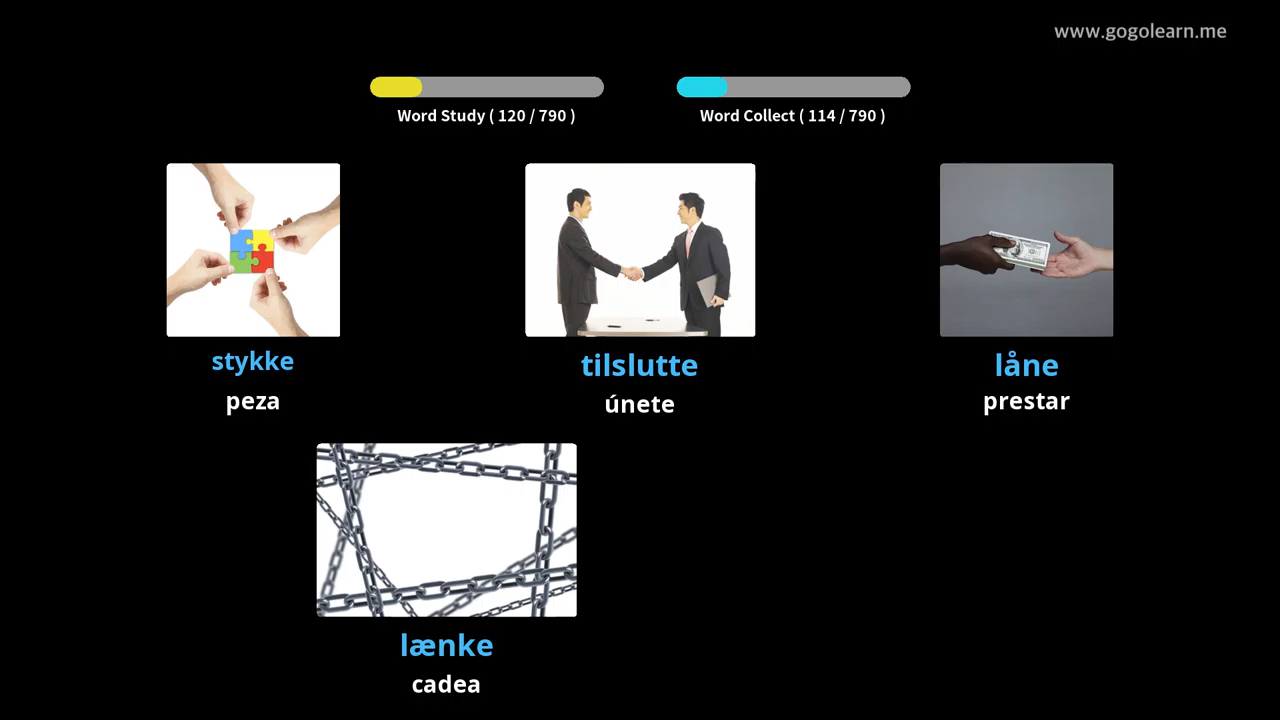 www.gogolearn.me
Word Study ( 120 / 790 )
Word Collect ( 114 / 790 )
stykke
peza
tilslutte
únete
låne
prestar
lænke
cadea